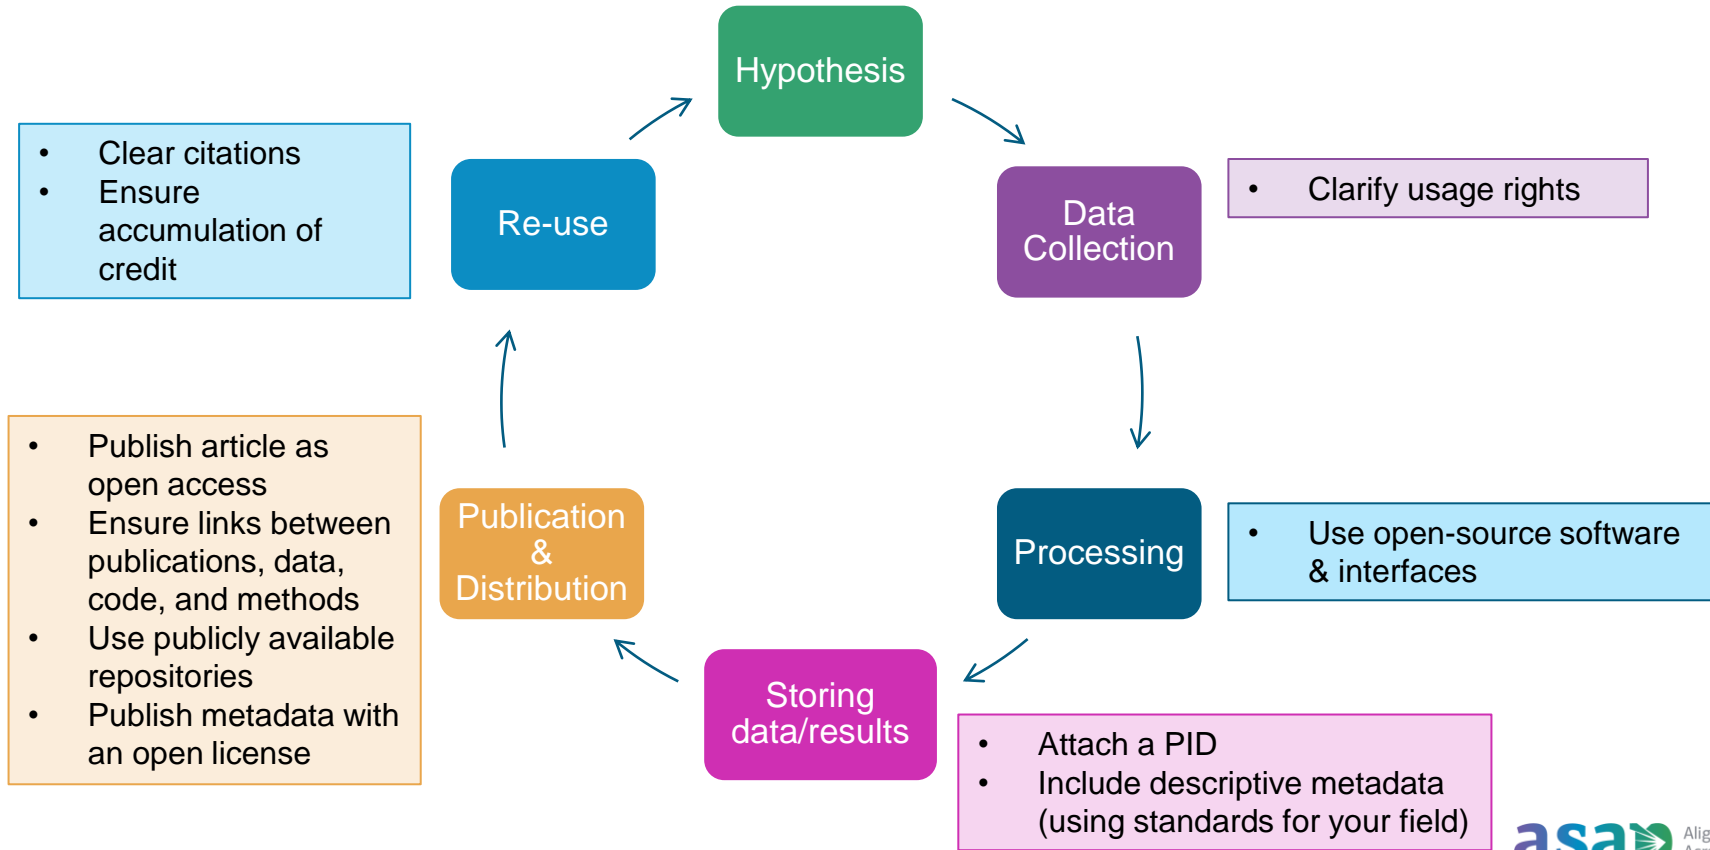 Hypothesis
• Clear citations
• Ensure
accumulation of
credit
Re-use
Data
Collection
• Clarify usage rights
• Publish article as
open access
• Ensure links between
publications, data,
code, and methods
• Use publicly available
repositories
• Publish metadata with
an open license
Publication
&
Distribution
Processing
• Use open-source software
& interfaces
Storing
data/results
• Attach a PID
• Include descriptive metadata
(using standards for your field)
asap